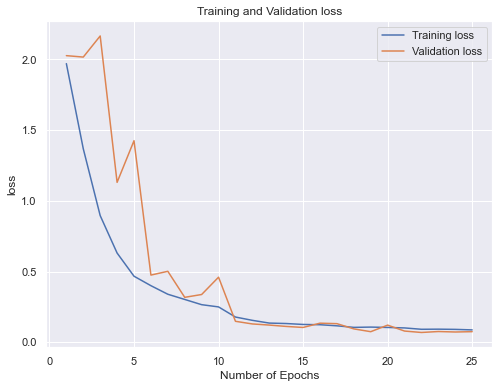 Training and Validation loss
Training loss
Validation loss
2.0
1.5
1.0
0.5
0.0
loss
0
5
10
15
20
25
Number of Epochs